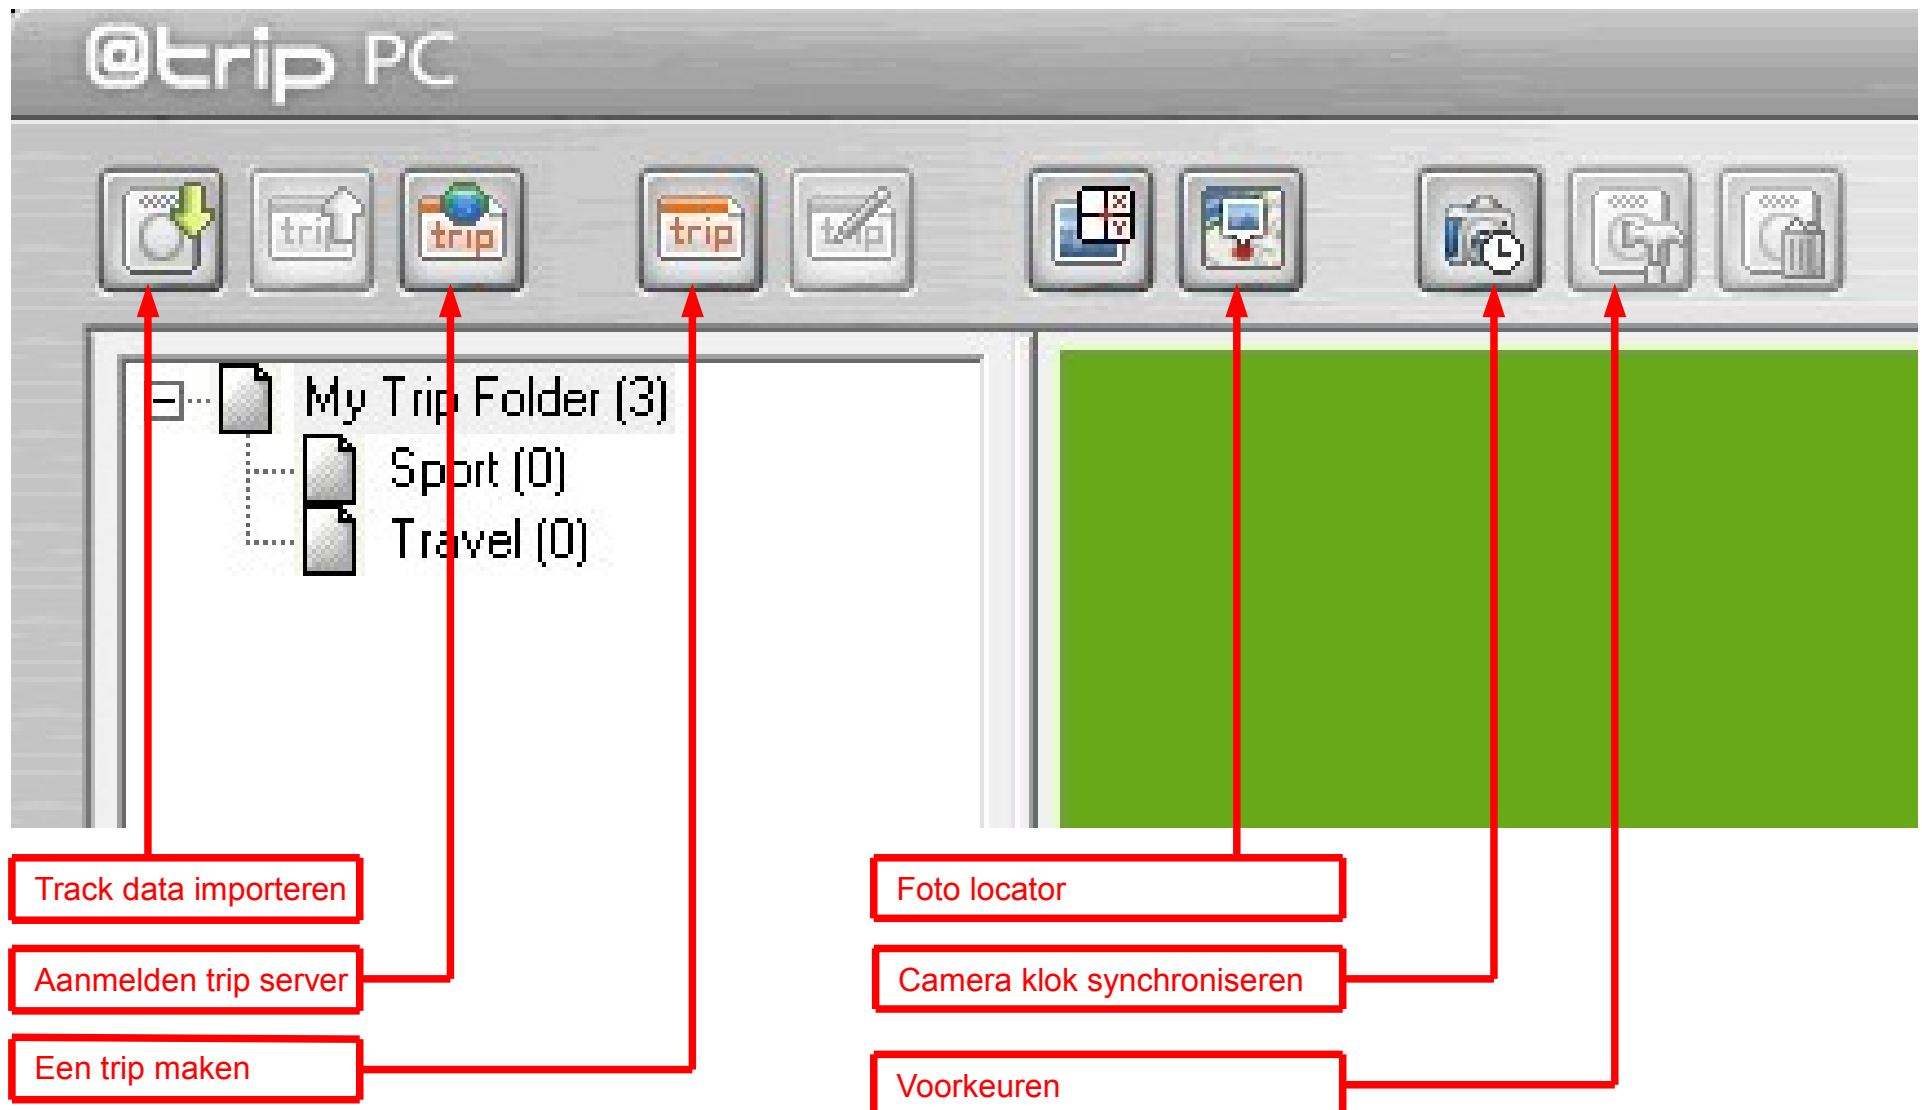 @trip PC
trip
trip
trip
trip
X
Y
My Trip Folder (3)
Sport (0)
Travel (0)
Track data importeren
Foto locator
Aanmelden trip server
Camera klok synchroniseren
Een trip maken
Voorkeuren